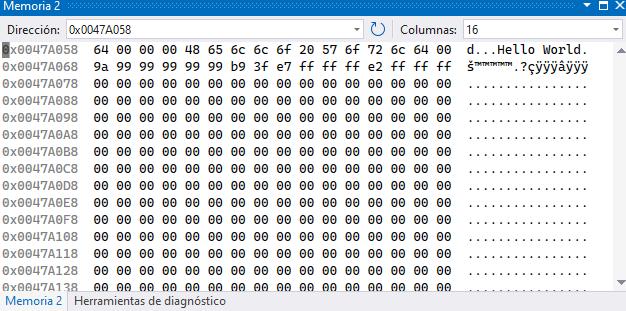 Memoria 2
Dirección: 0x0047A058 Columnas: 16
0x0047A058 64 00 00 00 48 65 6c 6c 6f 20 57 6f 72 6c 64 00 d...Hello World.
0x0047A068 9a 99 99 99 99 99 b9 3f e7 ff ff ff e2 ff ff ff š™™™™™.?çÿÿÿâÿÿÿ
0x0047A078 00 00 00 00 00 00 00 00 00 00 00 00 00 00 00 00 ................
0x0047A088 00 00 00 00 00 00 00 00 00 00 00 00 00 00 00 00 ................
0x0047A098 00 00 00 00 00 00 00 00 00 00 00 00 00 00 00 00 ................
0x0047A0A8 00 00 00 00 00 00 00 00 00 00 00 00 00 00 00 00 ................
0x0047A0B8 00 00 00 00 00 00 00 00 00 00 00 00 00 00 00 00 ................
0x0047A0C8 00 00 00 00 00 00 00 00 00 00 00 00 00 00 00 00 ................
0x0047A0D8 00 00 00 00 00 00 00 00 00 00 00 00 00 00 00 00 ................
0x0047A0E8 00 00 00 00 00 00 00 00 00 00 00 00 00 00 00 00 ................
0x0047A0F8 00 00 00 00 00 00 00 00 00 00 00 00 00 00 00 00 ................
0x0047A108 00 00 00 00 00 00 00 00 00 00 00 00 00 00 00 00 ................
0x0047A118 00 00 00 00 00 00 00 00 00 00 00 00 00 00 00 00 ................
0x0047A128 00 00 00 00 00 00 00 00 00 00 00 00 00 00 00 00 ................
0x0047A138 00 00 00 00 00 00 00 00 00 00 00 00 00 00 00 00 ................
Memoria 2 Herramientas de diagnóstico